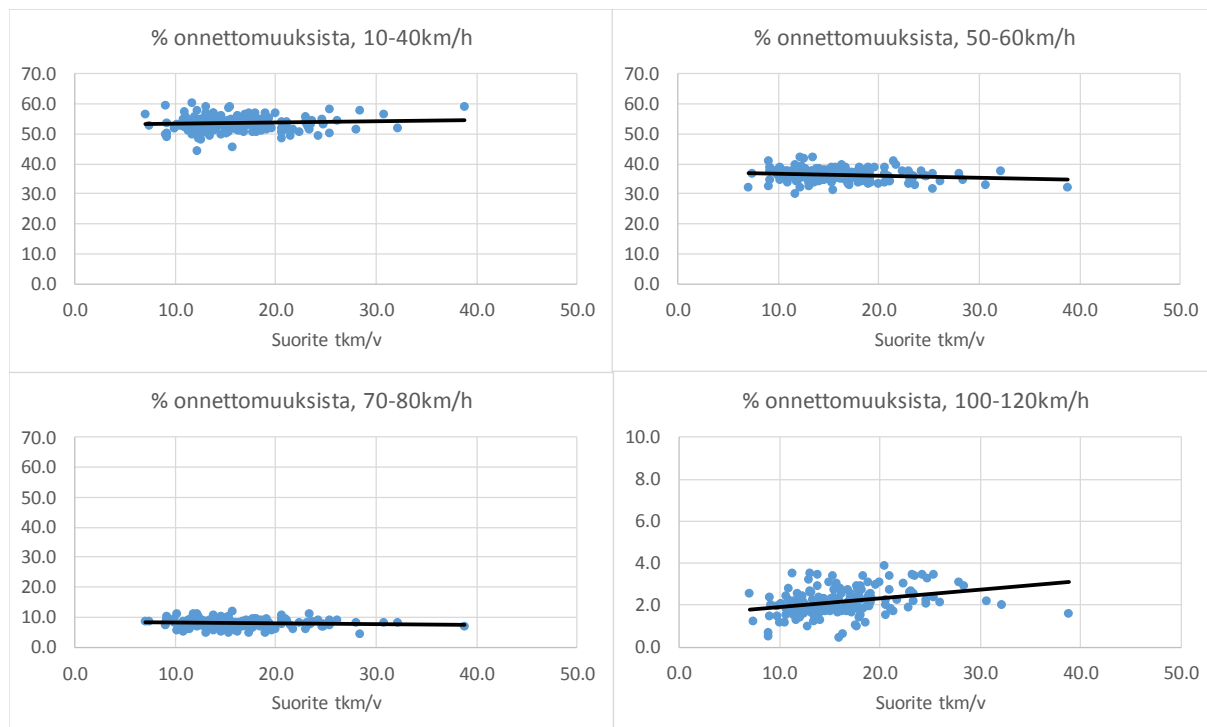 % onnettomuuksista, 10-40km/h
70.0
60.0
50.0
40.0
30.0
20.0
10.0
0.0
0.0 10.0 20.0 30.0 40.0 50.0
Suorite tkm/v
% onnettomuuksista, 50-60km/h
70.0
60.0
50.0
40.0
30.0
20.0
10.0
0.0
0.0 10.0 20.0 30.0 40.0 50.0
Suorite tkm/v
% onnettomuuksista, 70-80km/h
70.0
60.0
50.0
40.0
30.0
20.0
10.0
0.0
0.0 10.0 20.0 30.0 40.0 50.0
Suorite tkm/v
% onnettomuuksista, 100-120km/h
10.0
8.0
6.0
4.0
2.0
0.0
0.0 10.0 20.0 30.0 40.0 50.0
Suorite tkm/v